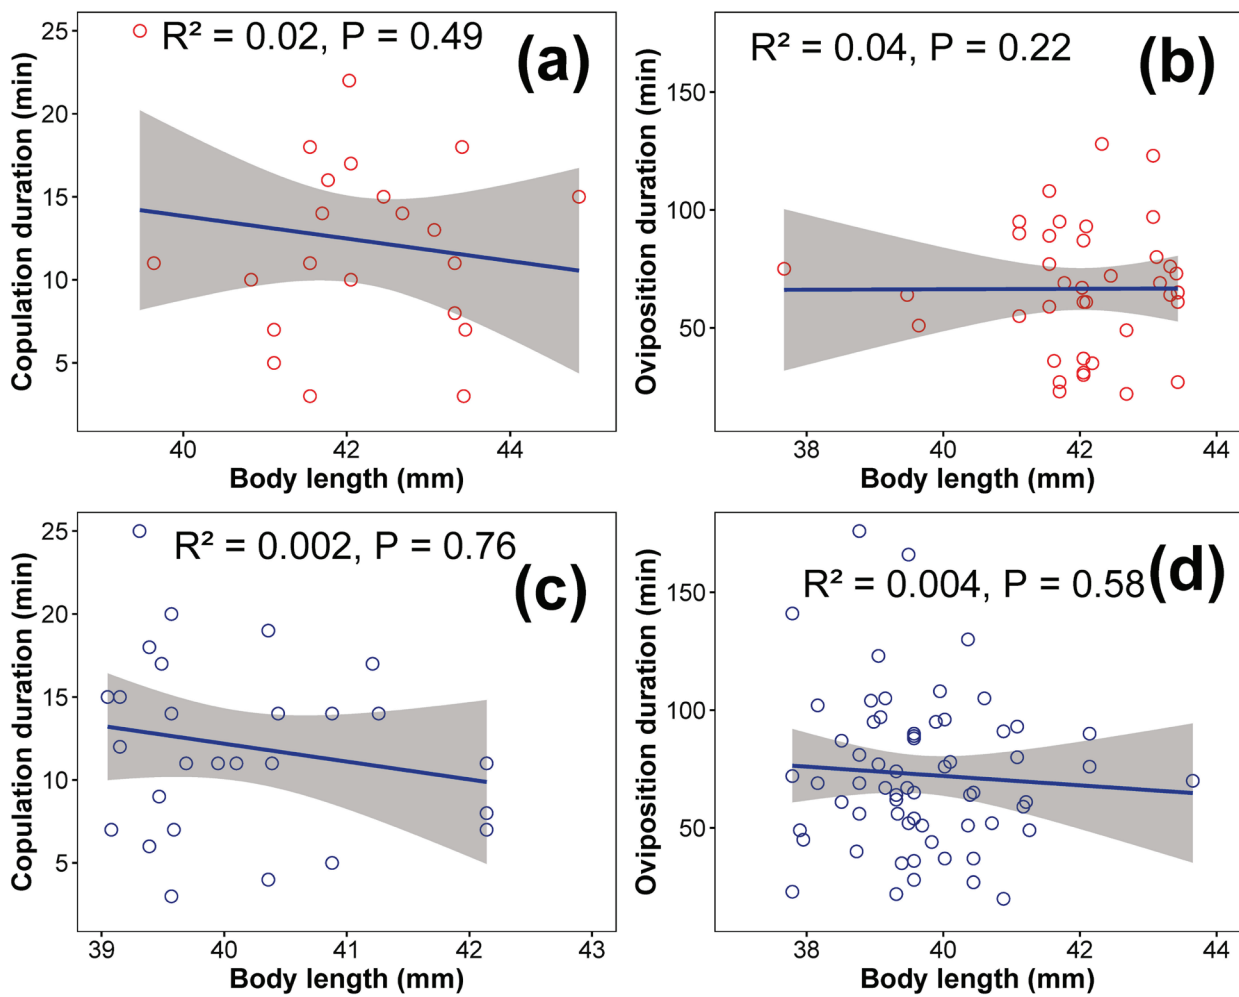 R² = 0.02, P = 0.49
(a)
Copulation duration (min)
25
20
15
10
5
40 42 44
Body length (mm)
R² = 0.04, P = 0.22
(b)
Oviposition duration (min)
150
100
50
38 40 42 44
Body length (mm)
R² = 0.002, P = 0.76
(c)
Copulation duration (min)
25
20
15
10
5
39 40 41 42 43
Body length (mm)
R² = 0.004, P = 0.58
(d)
Oviposition duration (min)
150
100
50
38 40 42 44
Body length (mm)